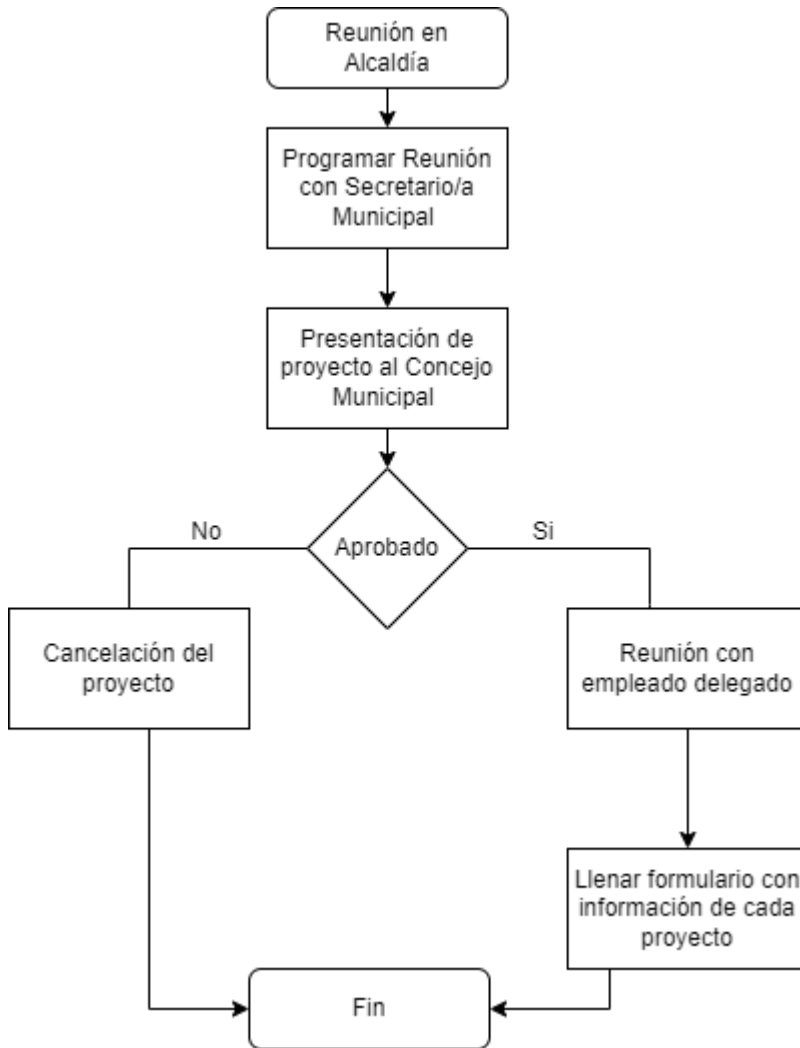 Reunión en
Alcaldía
Programar Reunión
con Secretario/a
Municipal
Presentación de
proyecto al Concejo
Municipal
No
Aprobado
Si
Cancelación del
proyecto
Reunión con
empleado delegado
Llenar formulario con
información de cada
proyecto
Fin